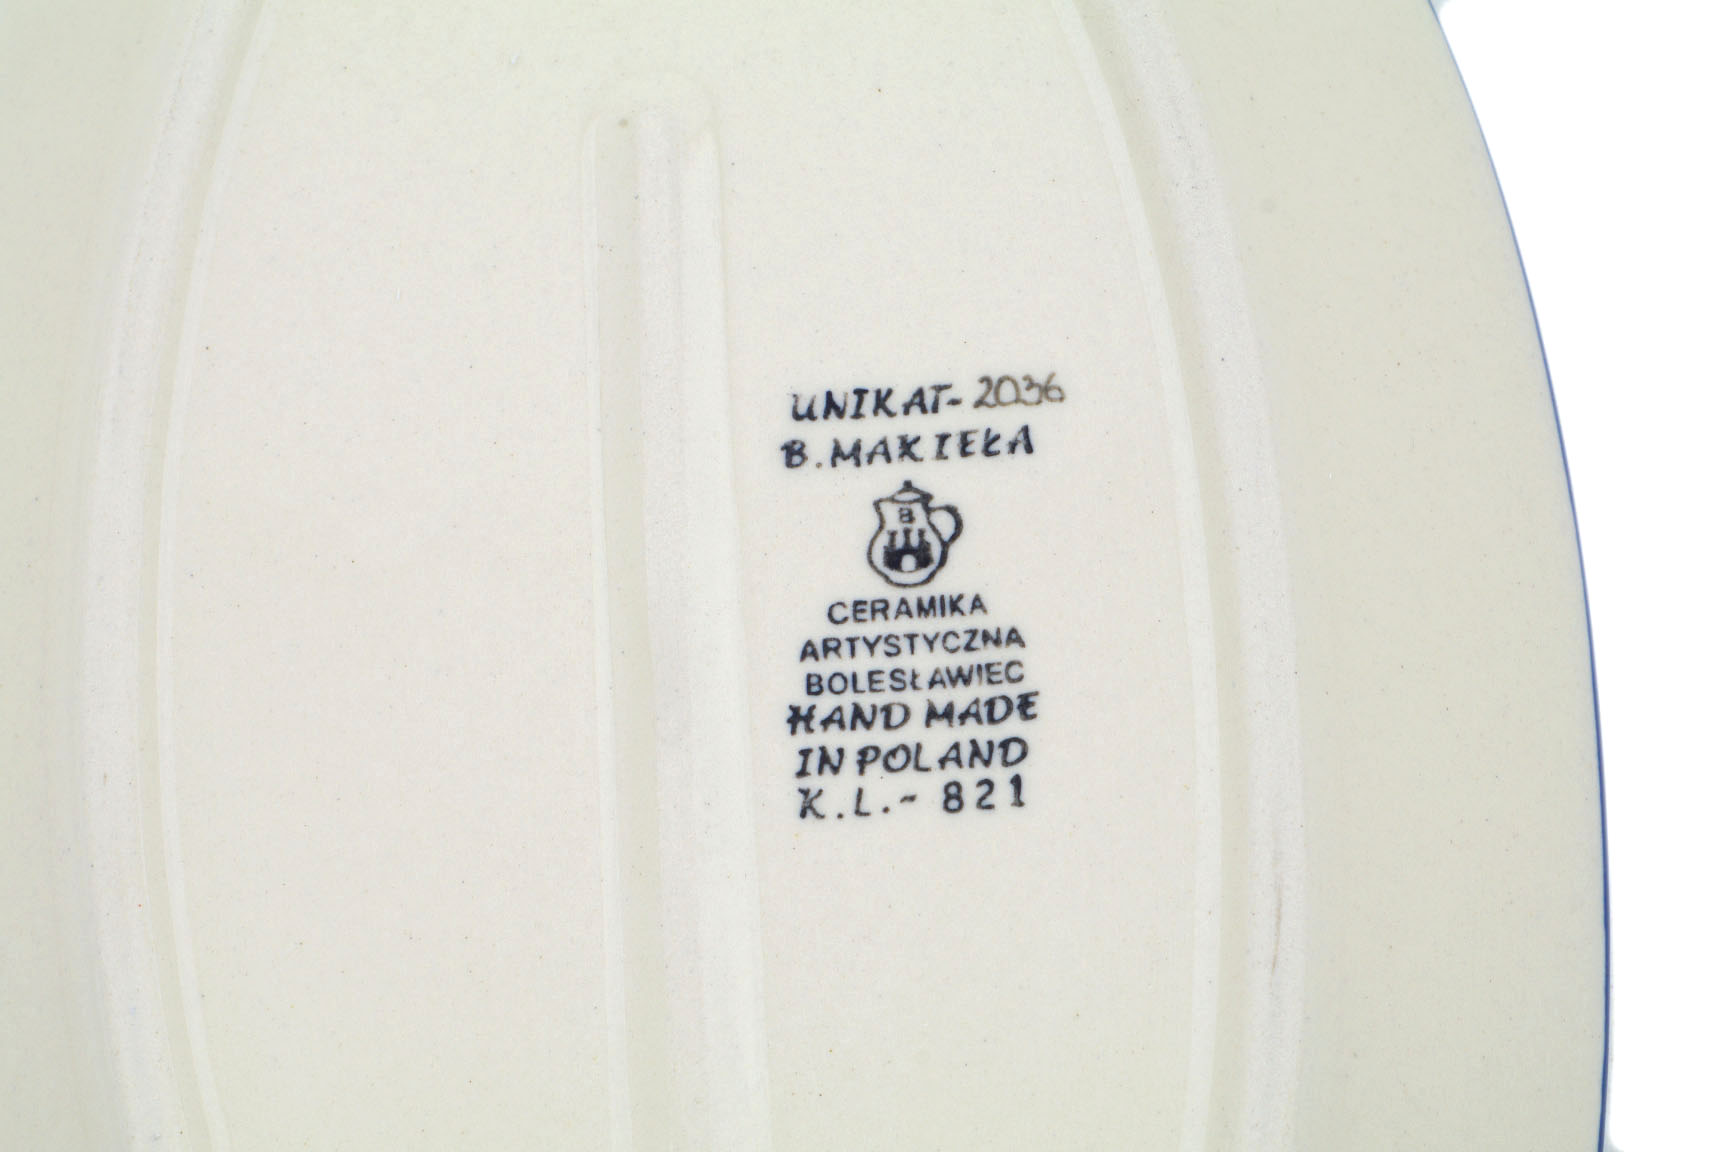 UNIKAT- 2036
B. MAKIEŁA
B
CERAMIKA
ARTYSTYCZNA
BOLESŁAWIEC
HAND MADE
IN POLAND
K.L.- 821